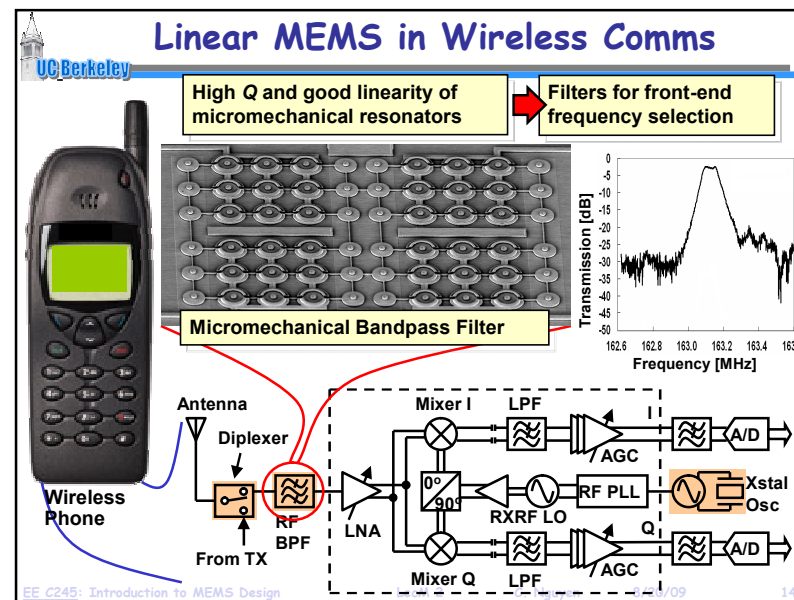 Linear MEMS in Wireless Comms
UC Berkeley
High Q and good linearity of
micromechanical resonators
Filters for front-end
frequency selection
Micromechanical Bandpass Filter
Transmission [dB]
0
-5
-10
-15
-20
-25
-30
-35
-40
-45
-50
162.6 162.8 163.0 163.2 163.4 163
Frequency [MHz]
Wireless
Phone
Antenna
Diplexer
From TX
RF
BPF
LNA
Mixer I
LPF
AGC
I
A/D
0°
90°
RXRF LO
RF PLL
Xstal
Osc
Mixer Q
LPF
AGC
Q
A/D
EE C245: Introduction to MEMS Design
Nguyen
14